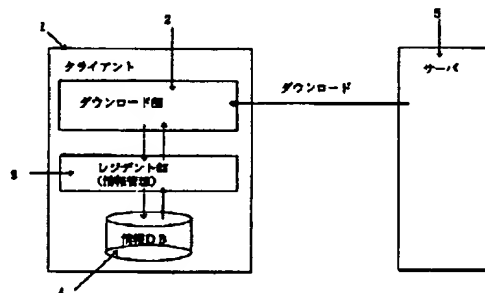 1
2
5
クライアント
サーバ
ダウンロード部
ダウンロード
3
レジデント部
(情報管理)
情報DB
4